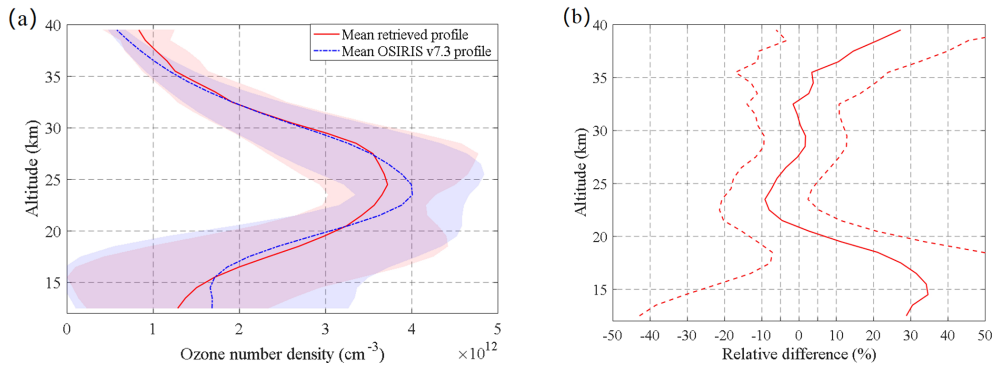 (a)
Mean retrieved profile
Mean OSIRIS v7.3 profile
40
35
30
25
20
15
Altitude (km)
0 1 2 3 4 5
Ozone number density (cm⁻³)
×10¹²
(b)
40
35
30
25
20
15
Altitude (km)
-50 -40 -30 -20 -10 -5 0 5 10 20 30 40 50
Relative difference (%)